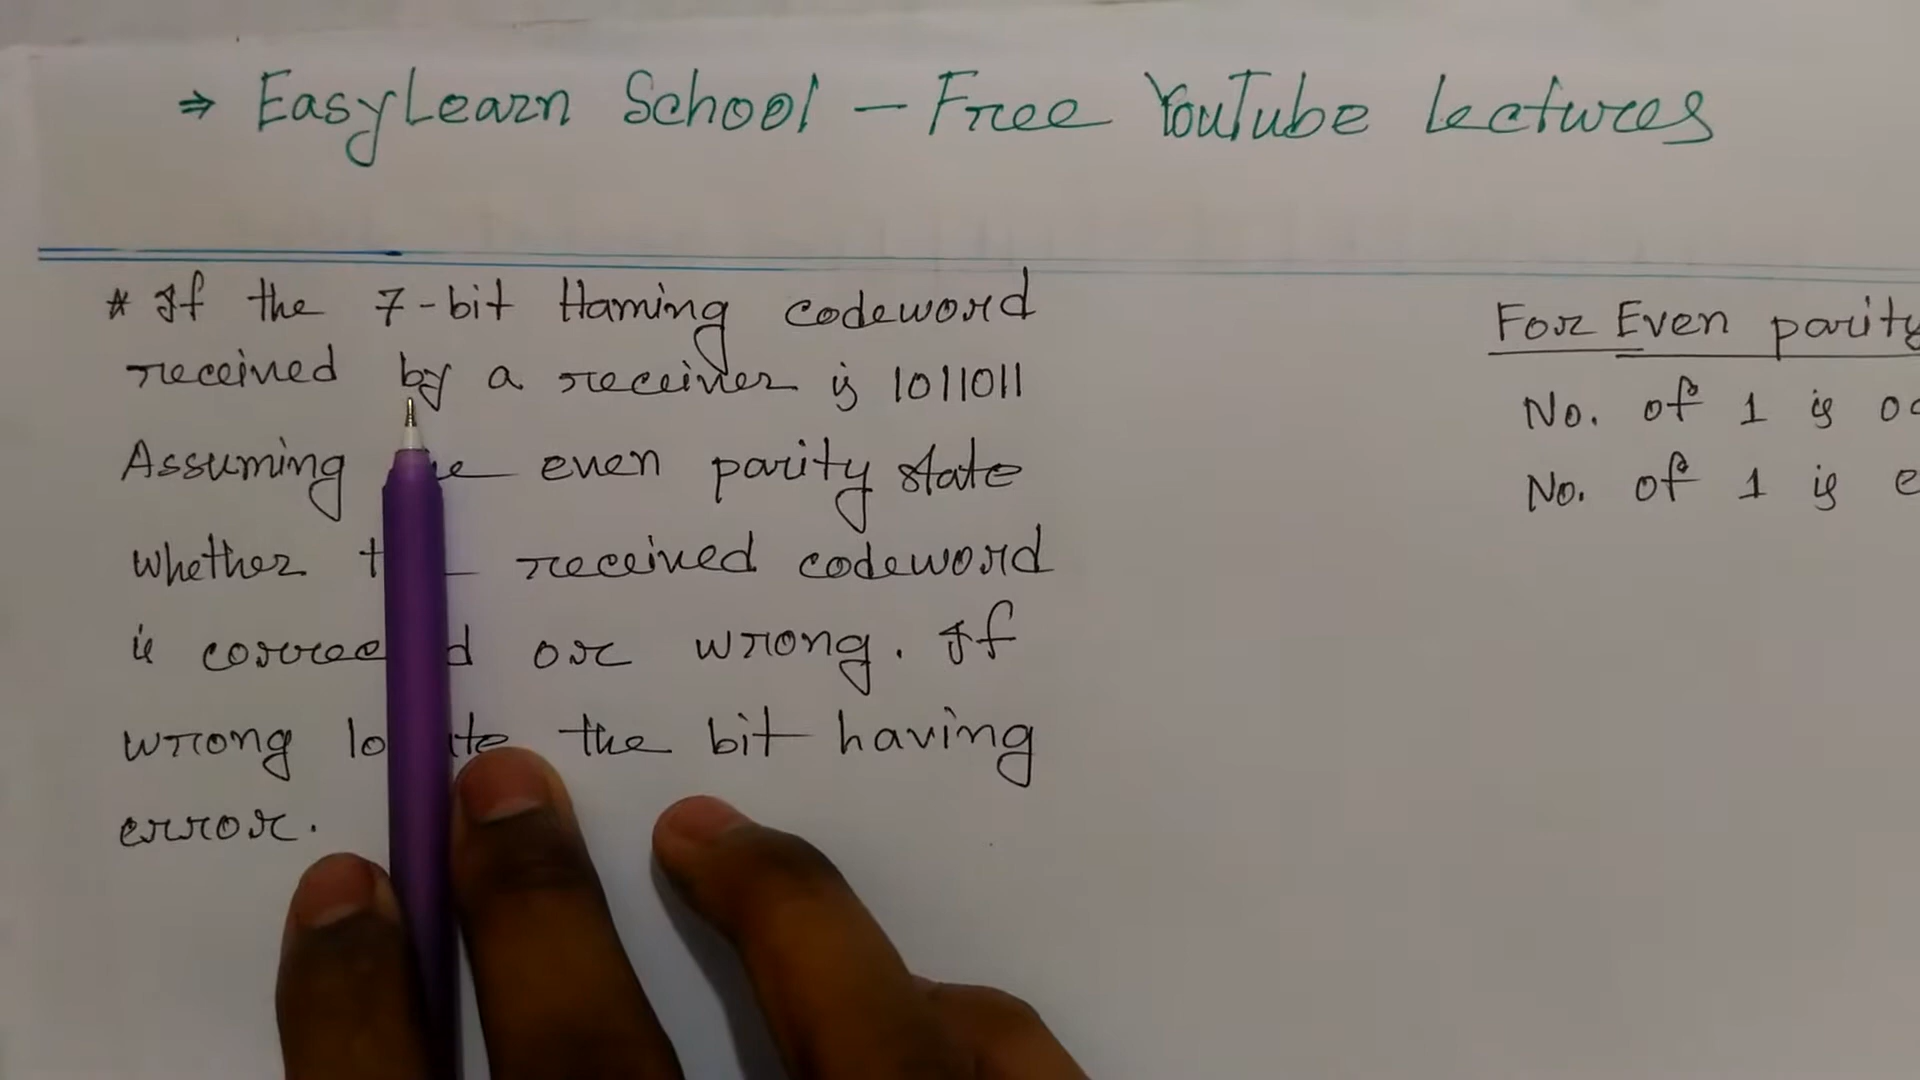 ⇒ EasyLearn School – Free YouTube Lectures
* If the 7-bit Haming codeword
received by a receiver is 1011011
Assuming even parity state
whether received codeword
is or wrong. If
wrong the bit having
error.
For Even parity
No. of 1 is
No. of 1 is